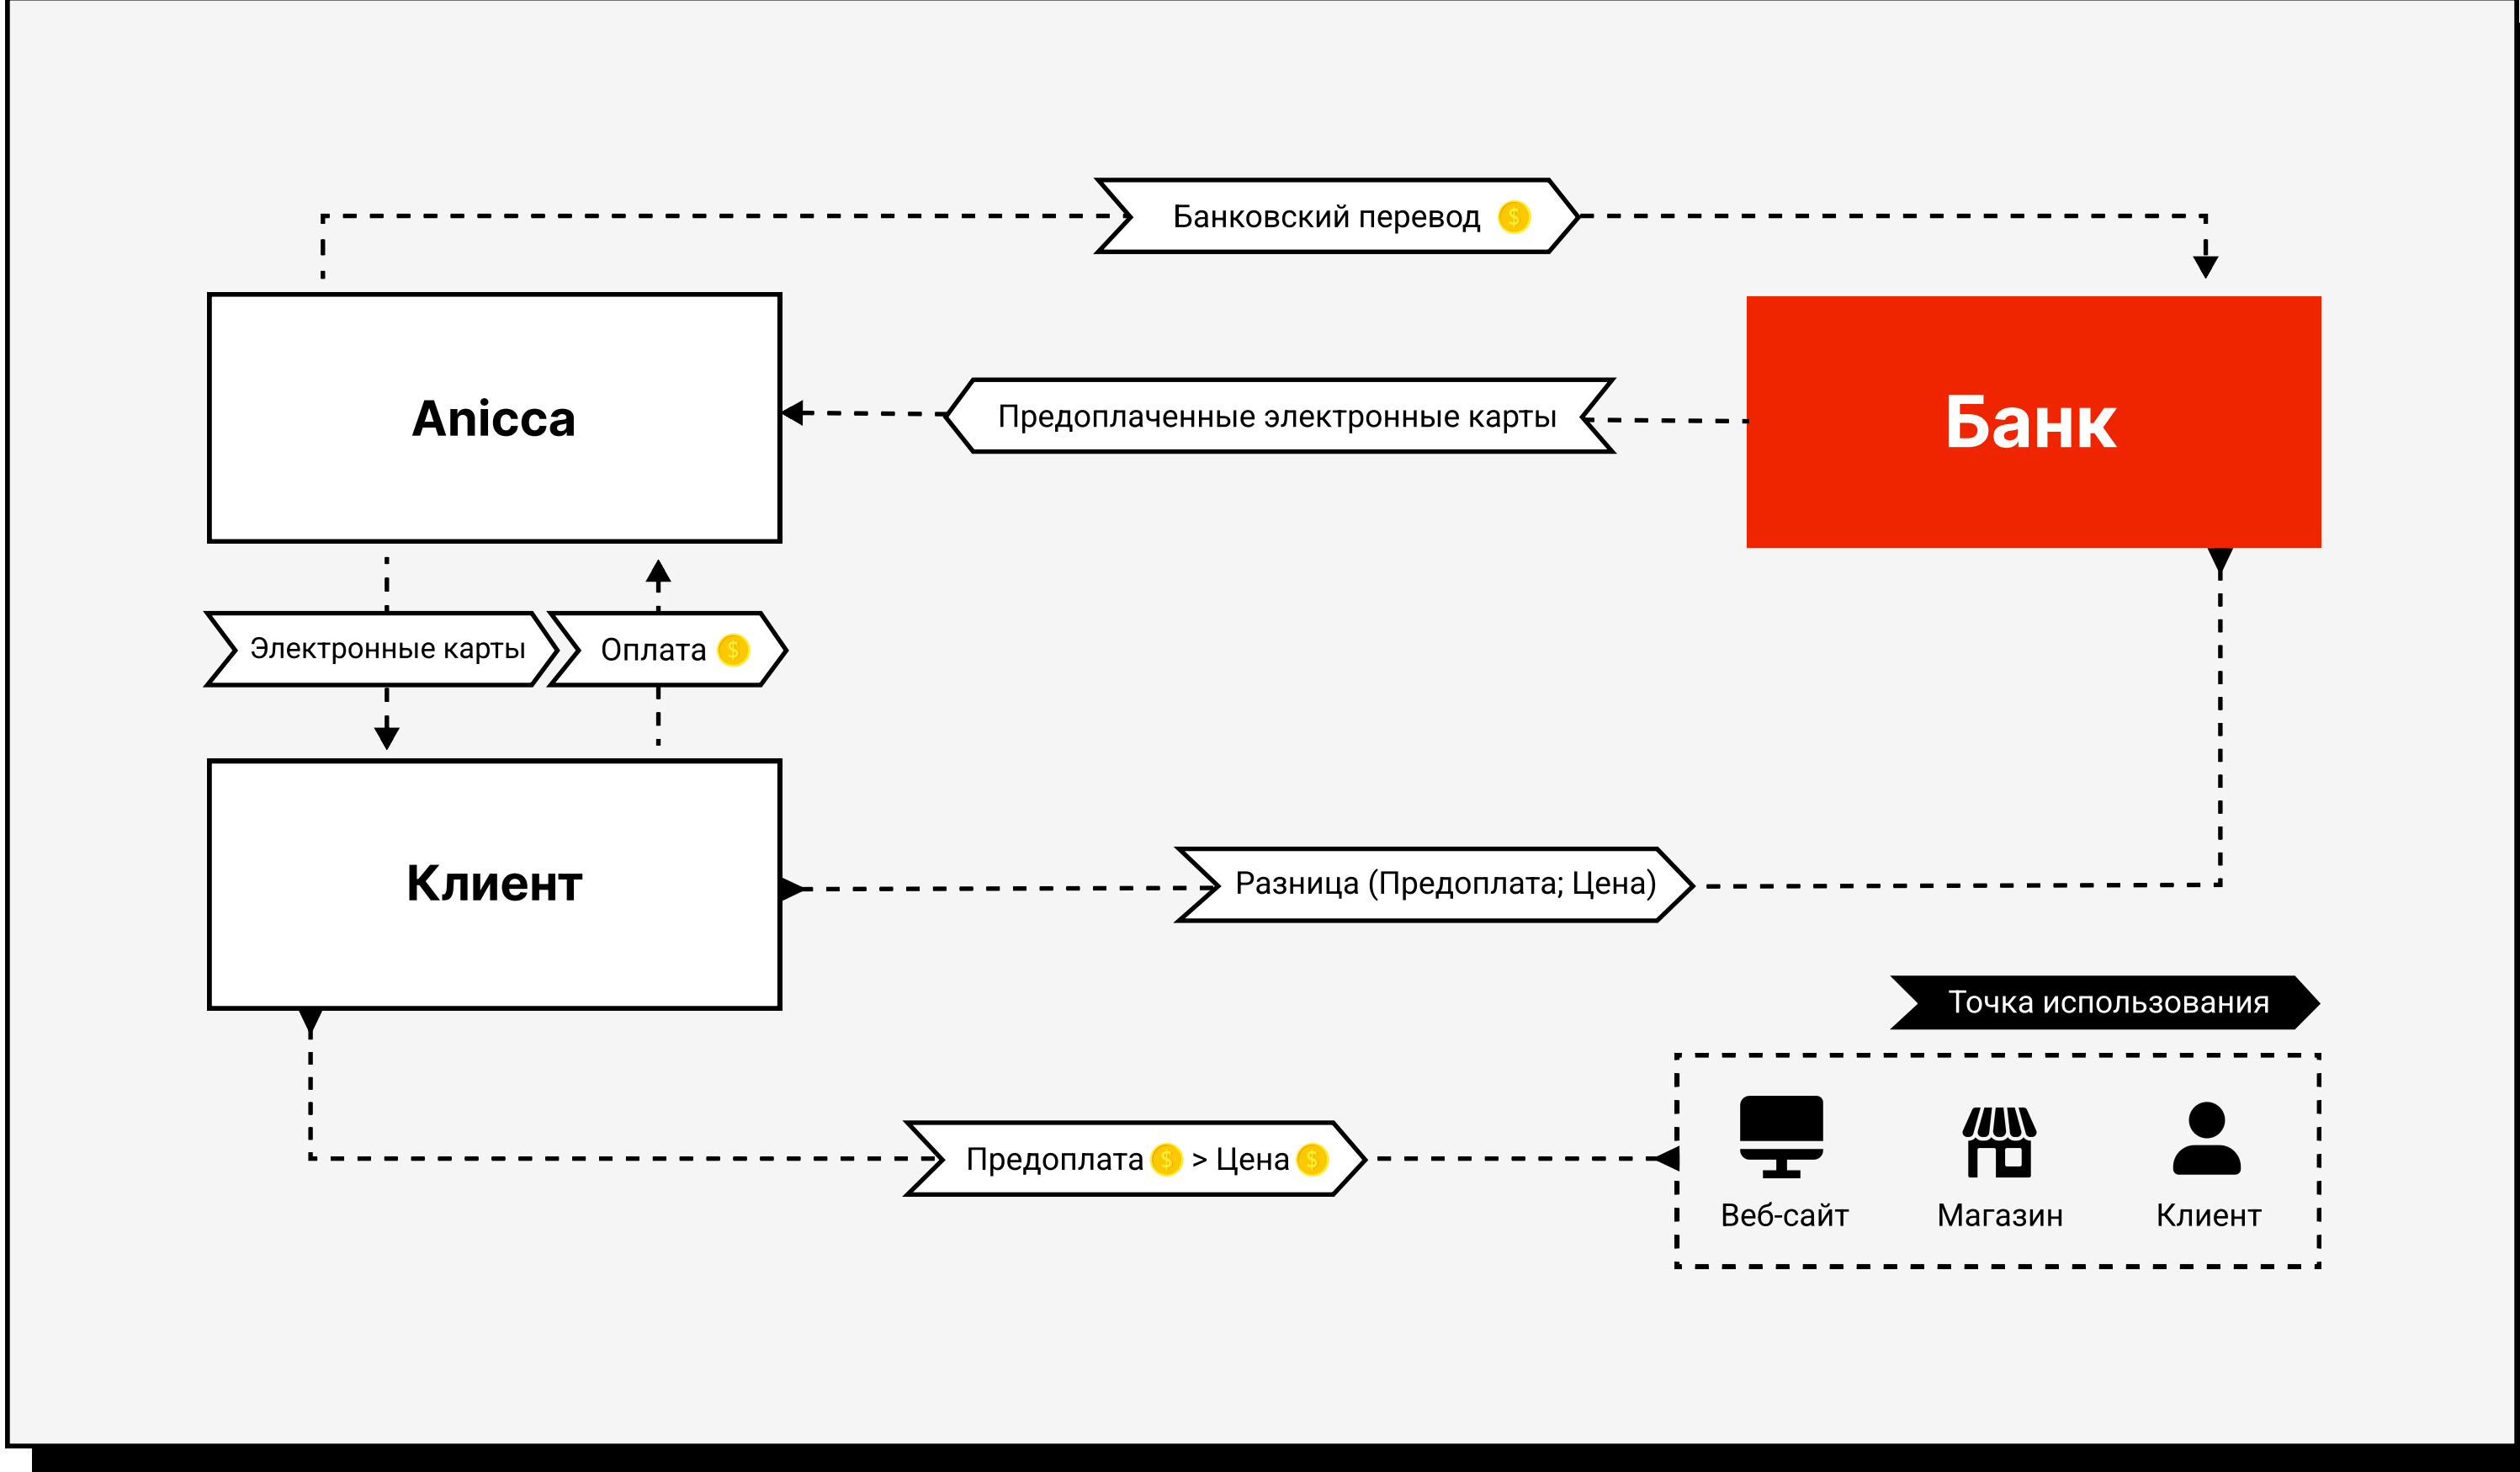 Банковский перевод $
Anicca
Предоплаченные электронные карты
Банк
Электронные карты
Оплата $
Клиент
Разница (Предоплата; Цена)
Точка использования
Предоплата $ > Цена $
Веб-сайт
Магазин
Клиент